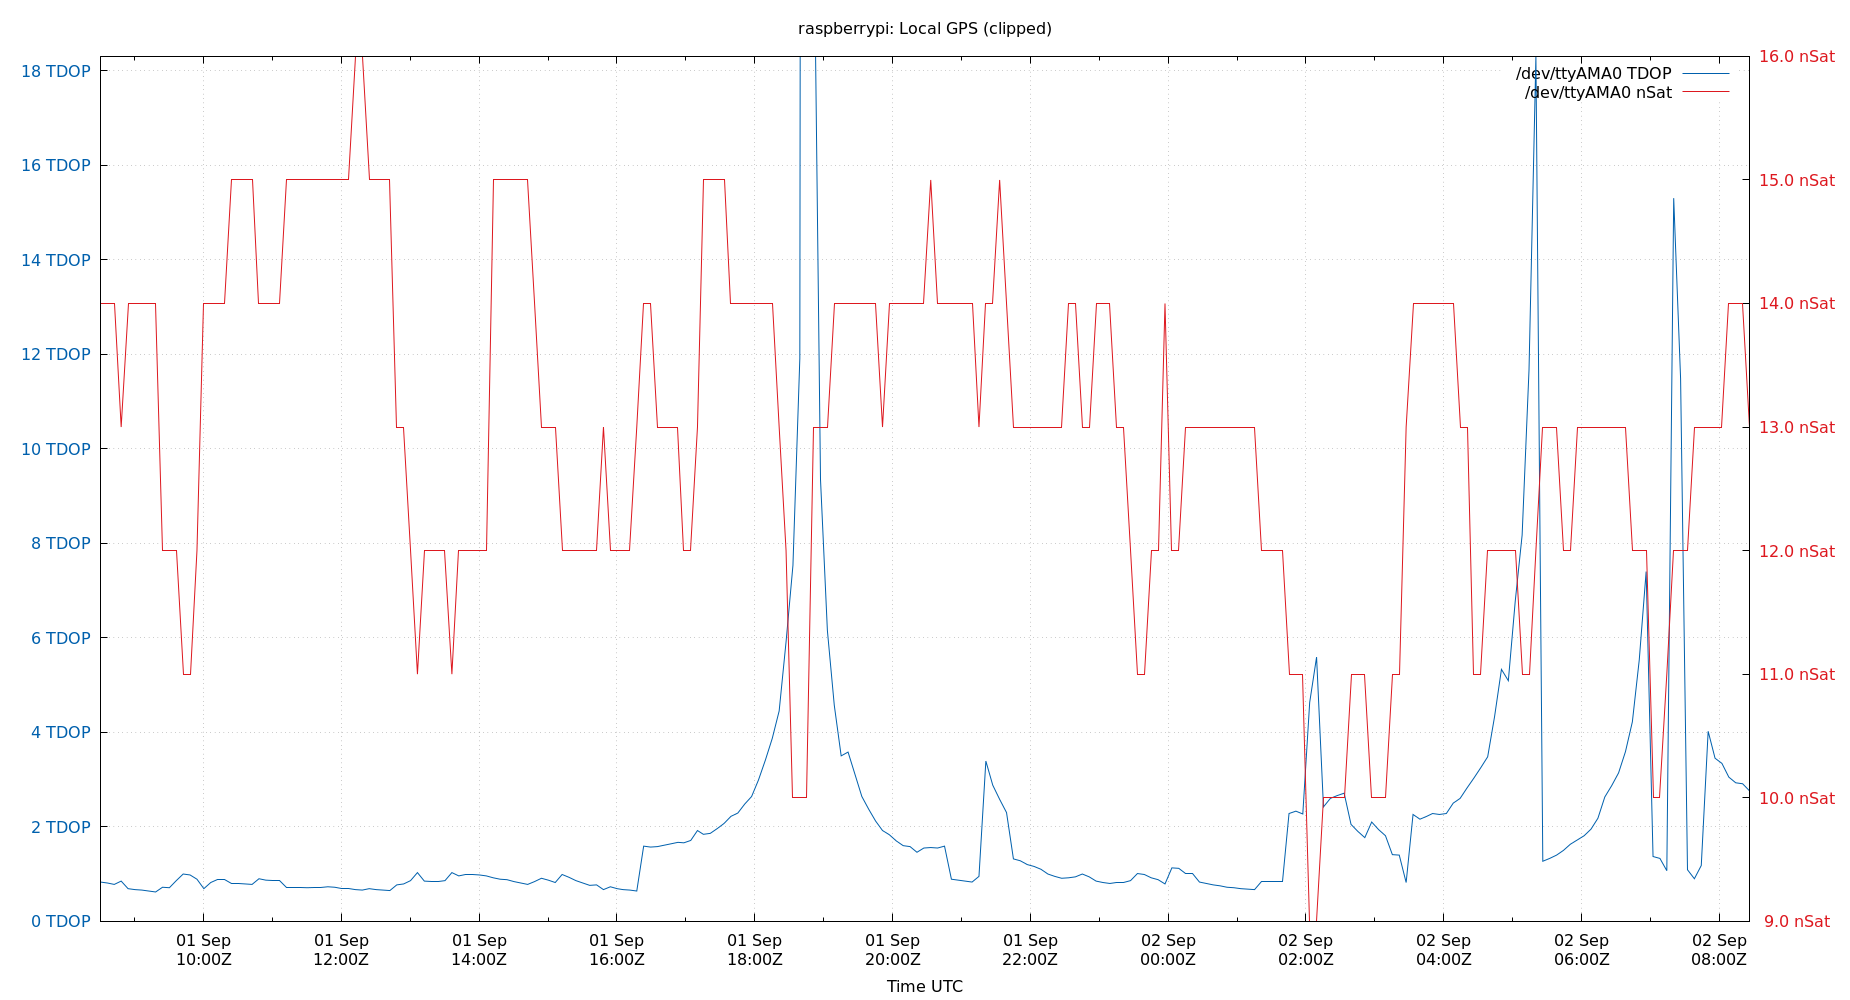 raspberrypi: Local GPS (clipped)
18 TDOP
16 TDOP
14 TDOP
12 TDOP
10 TDOP
8 TDOP
6 TDOP
4 TDOP
2 TDOP
0 TDOP
/dev/ttyAMA0 TDOP
/dev/ttyAMA0 nSat
16.0 nSat
15.0 nSat
14.0 nSat
13.0 nSat
12.0 nSat
11.0 nSat
10.0 nSat
9.0 nSat
01 Sep
10:00Z
01 Sep
12:00Z
01 Sep
14:00Z
01 Sep
16:00Z
01 Sep
18:00Z
01 Sep
20:00Z
01 Sep
22:00Z
02 Sep
00:00Z
02 Sep
02:00Z
02 Sep
04:00Z
02 Sep
06:00Z
02 Sep
08:00Z
Time UTC